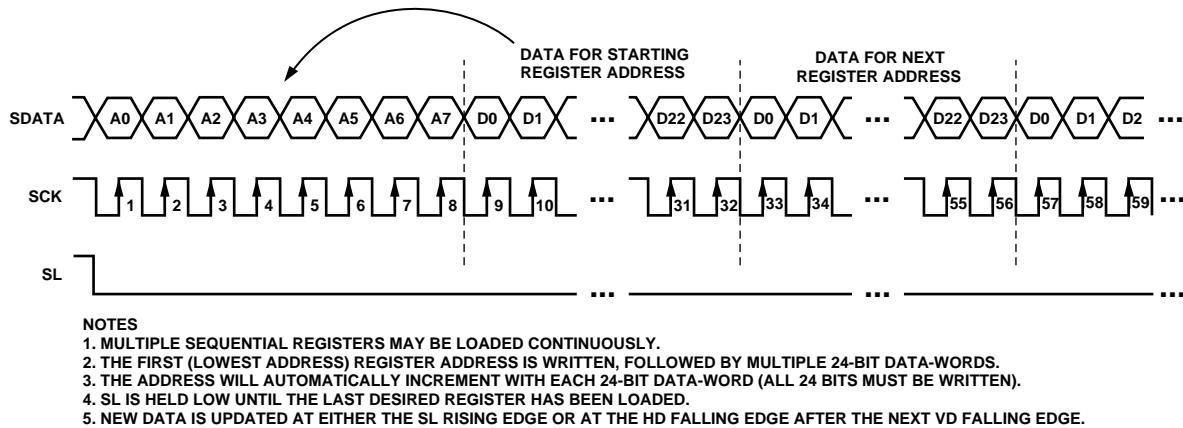 DATA FOR STARTING
REGISTER ADDRESS
DATA FOR NEXT
REGISTER ADDRESS
SDATA A0 A1 A2 A3 A4 A5 A6 A7 D0 D1 ... D22 D23 D0 D1 ... D22 D23 D0 D1 D2 ...
SCK 1 2 3 4 5 6 7 8 9 10 ... 31 32 33 34 ... 55 56 57 58 59 ...
SL ... ... ...
NOTES
1. MULTIPLE SEQUENTIAL REGISTERS MAY BE LOADED CONTINUOUSLY.
2. THE FIRST (LOWEST ADDRESS) REGISTER ADDRESS IS WRITTEN, FOLLOWED BY MULTIPLE 24-BIT DATA-WORDS.
3. THE ADDRESS WILL AUTOMATICALLY INCREMENT WITH EACH 24-BIT DATA-WORD (ALL 24 BITS MUST BE WRITTEN).
4. SL IS HELD LOW UNTIL THE LAST DESIRED REGISTER HAS BEEN LOADED.
5. NEW DATA IS UPDATED AT EITHER THE SL RISING EDGE OR AT THE HD FALLING EDGE AFTER THE NEXT VD FALLING EDGE.